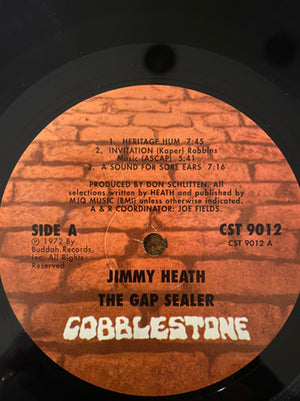 1. HERITAGE HUM 7:45
2. INVITATION (Kaper) Robbins
Music (ASCAP) 5:41
3. A SOUND FOR SORE EARS 7:16
PRODUCED BY DON SCHLITTEN. All
selections written by HEATH and published by
MJQ MUSIC (BMI) unless otherwise indicated.
A & R COORDINATOR: JOE FIELDS.
SIDE A
℗ 1972 By
Buddah Records,
Inc. All Rights
Reserved.
CST 9012
CST 9012 A
JIMMY HEATH
THE GAP SEALER
COBBLESTONE